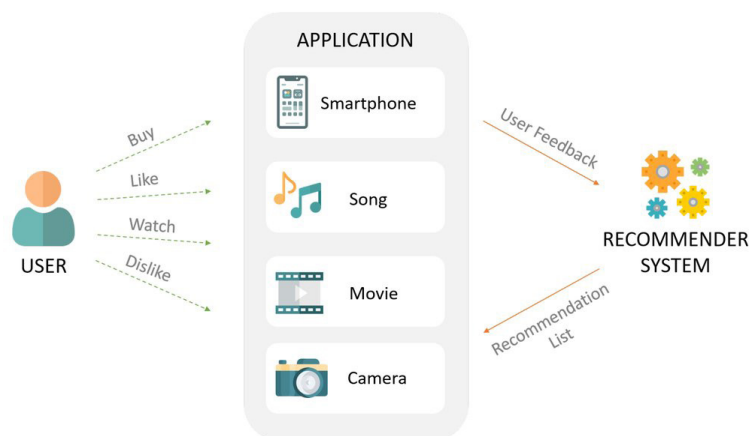 APPLICATION
Smartphone
Song
Movie
Camera
Buy
Like
Watch
Dislike
USER
User Feedback
RECOMMENDER
SYSTEM
Recommendation
List